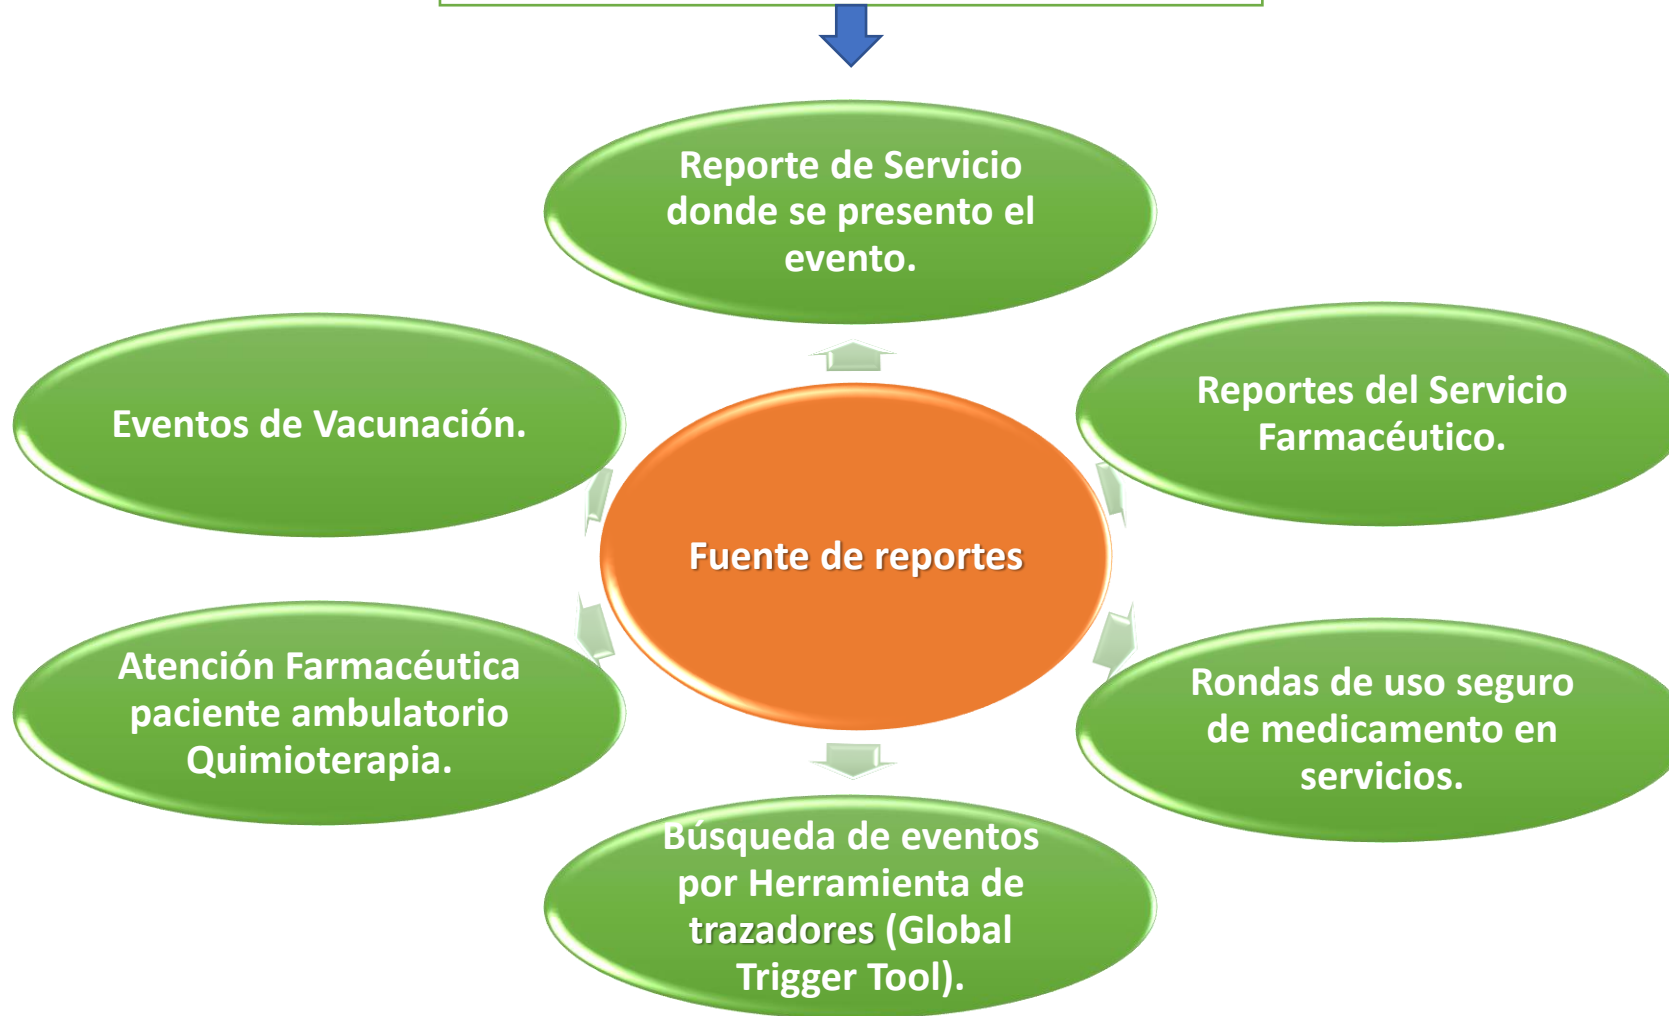 Reporte de Servicio
donde se presento el
evento.
Reportes del Servicio
Farmacéutico.
Rondas de uso seguro
de medicamento en
servicios.
Búsqueda de eventos
por Herramienta de
trazadores (Global
Trigger Tool).
Atención Farmacéutica
paciente ambulatorio
Quimioterapia.
Eventos de Vacunación.
Fuente de reportes